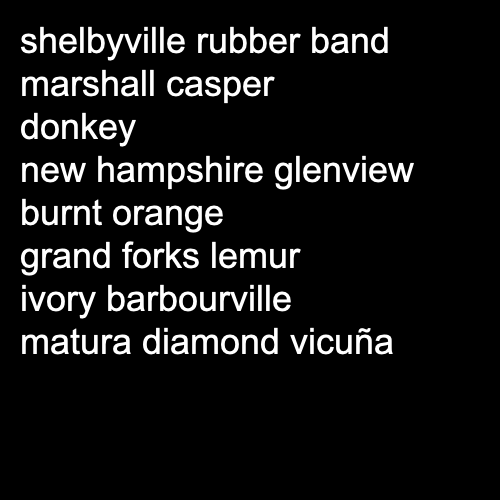 shelbyville rubber band
marshall casper
donkey
new hampshire glenview
burnt orange
grand forks lemur
ivory barbourville
matura diamond vicuña